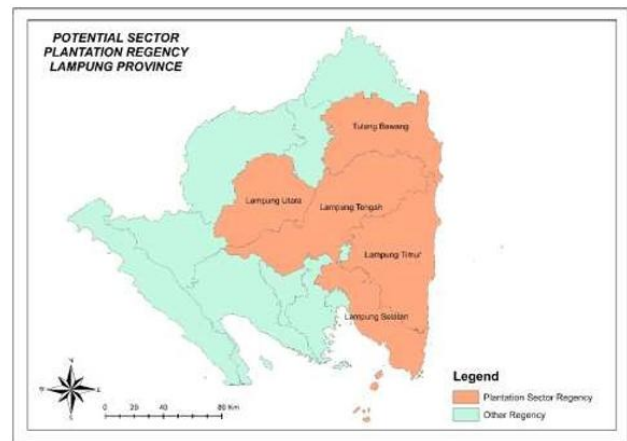 POTENTIAL SECTOR
PLANTATION REGENCY
LAMPUNG PROVINCE
Tulang Bawang
Lampung Utara
Lampung Tengah
Lampung Timur
Lampung Selatan
N
W
E
S
0 20 40 80 Km
Legend
Plantation Sector Regency
Other Regency